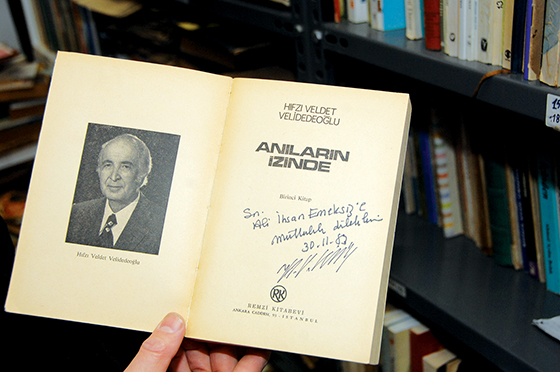 Hıfzı Veldet Velidedeoğlu
HIFZI VELDET
VELİDEDEOĞLU
ANILARIN
İZİNDE
Birinci Kitap
Sn.
Ali İhsan Emeksiz'e
Mutluluk dileklerimle
30.11.82
RK
REMZİ KİTABEVİ
ANKARA CADDESİ, 93 - İSTANBUL